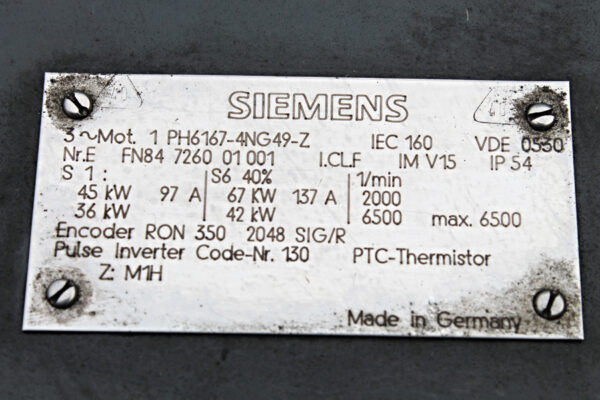 SIEMENS
3~Mot. 1 PH6167-4NG49-Z IEC 160 VDE 0530
Nr.E FN84 7260 01 001 I.CL.F IM V15 IP 54
S 1 : S6 40% 1/min
45 kW 97 A 67 KW 137 A 2000
36 kW 42 kW 6500 max. 6500
Encoder RON 350 2048 SIG/R
Pulse Inverter Code-Nr. 130 PTC-Thermistor
Z: M1H
Made in Germany